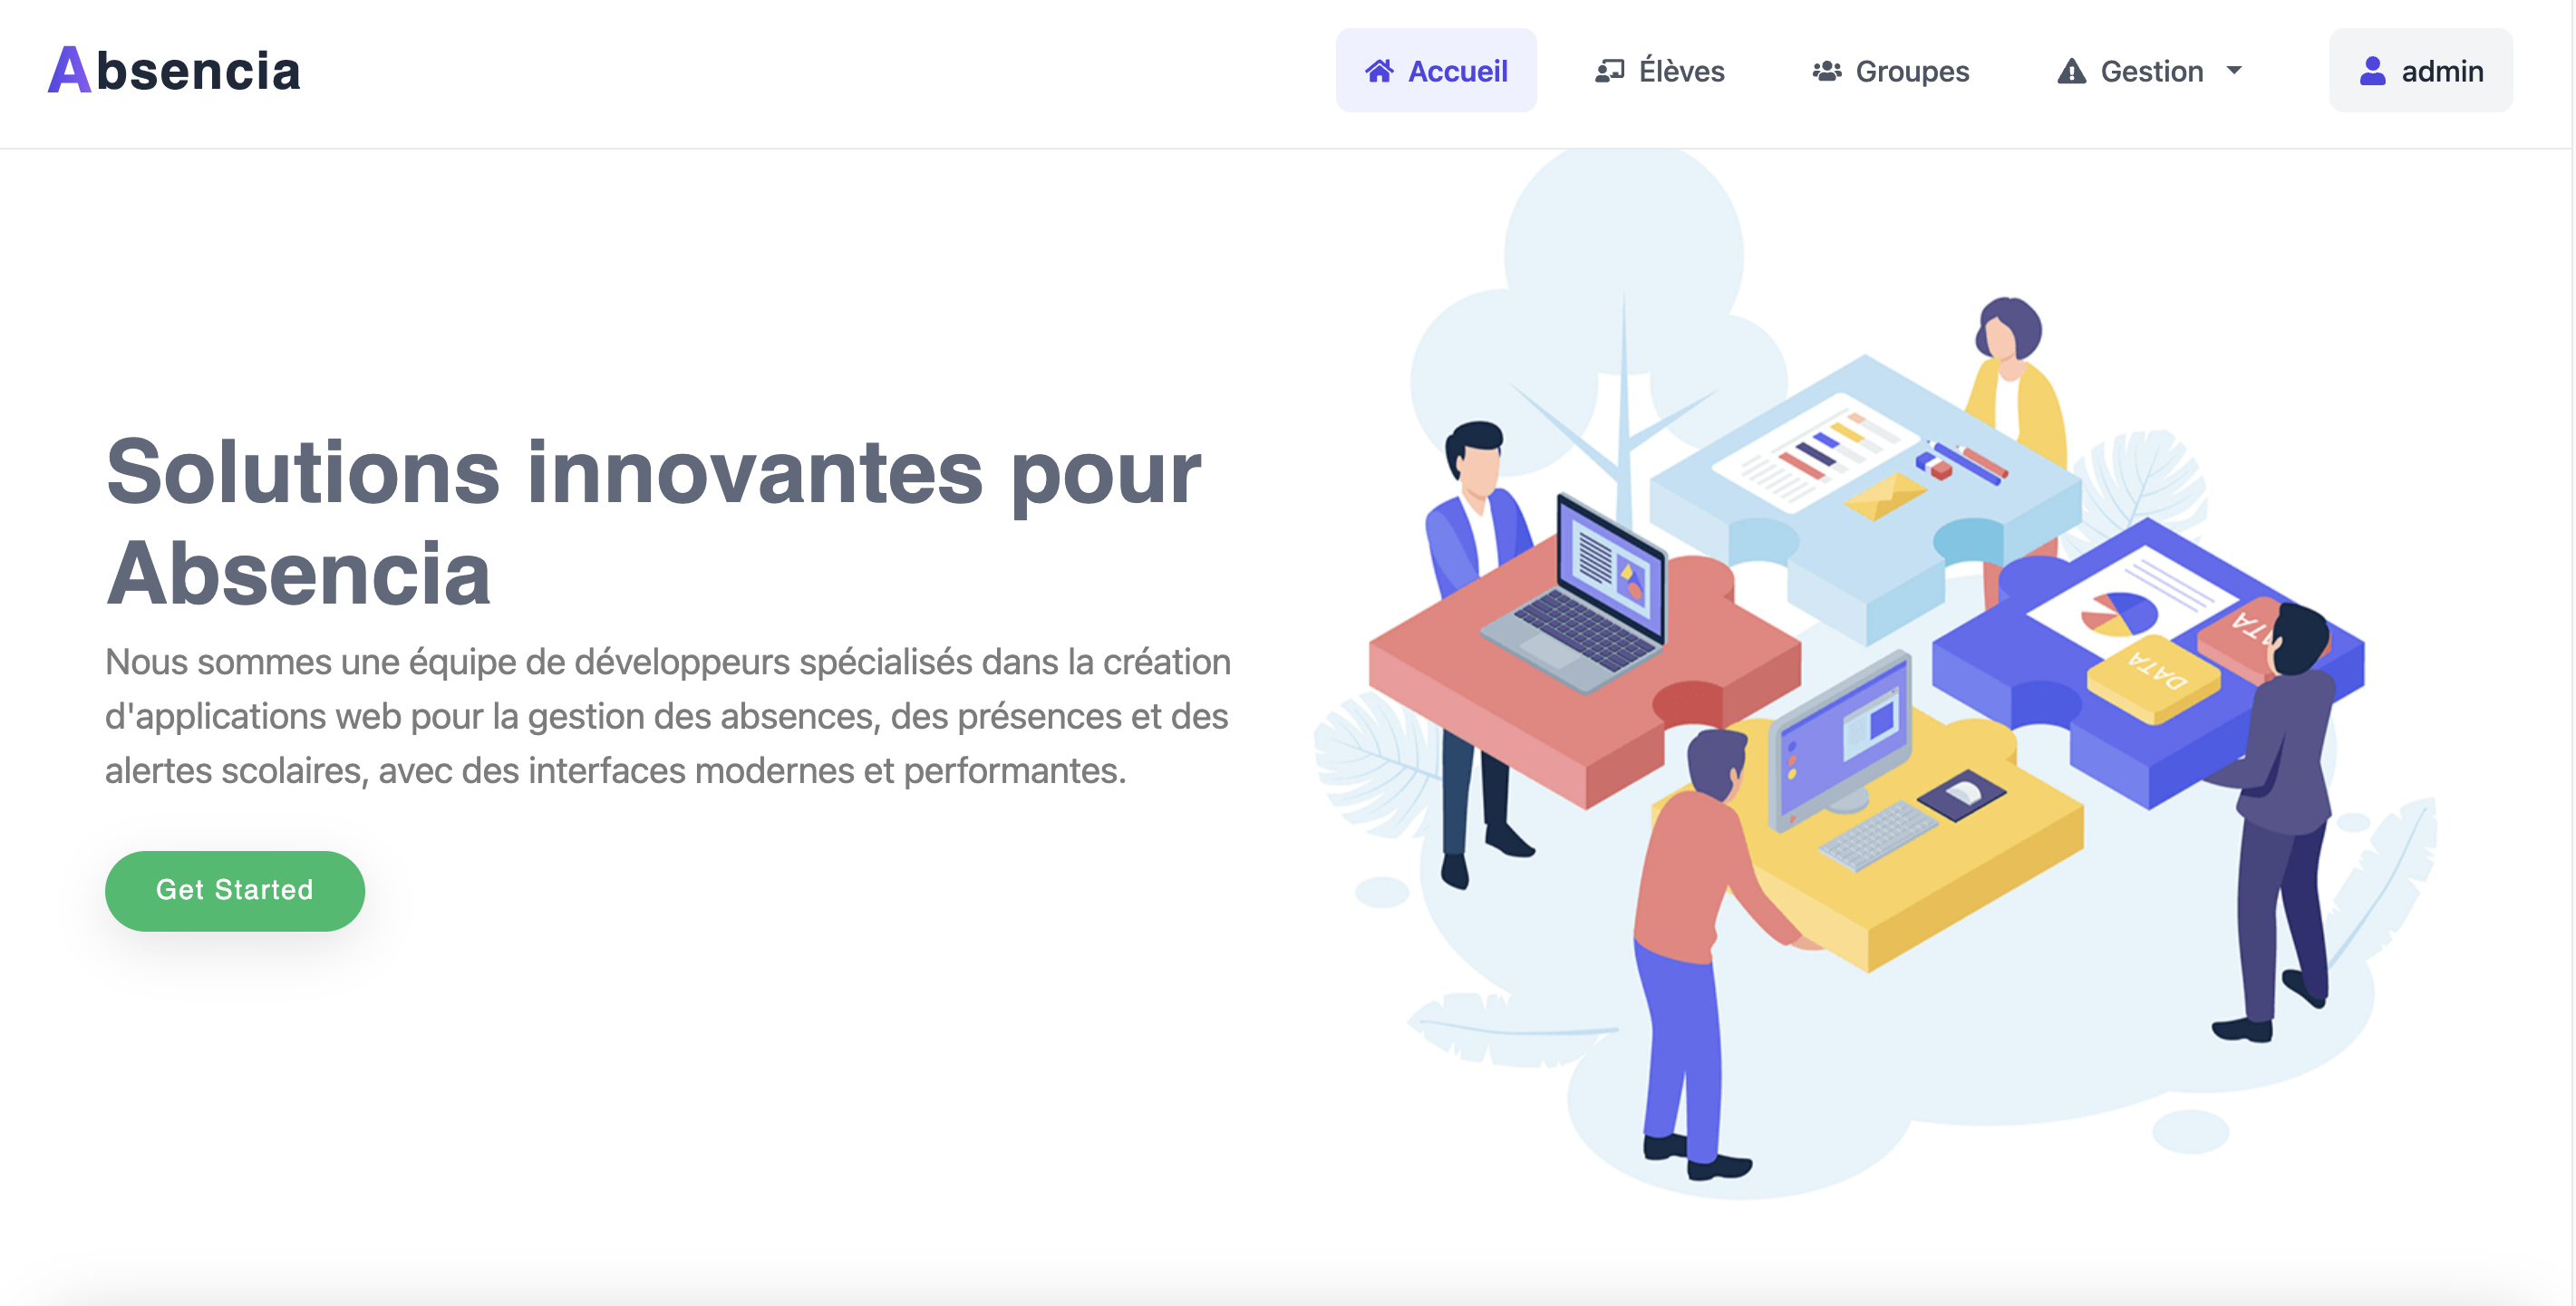 Absencia
Accueil
Élèves
Groupes
Gestion
admin
Solutions innovantes pour
Absencia
Nous sommes une équipe de développeurs spécialisés dans la création
d'applications web pour la gestion des absences, des présences et des
alertes scolaires, avec des interfaces modernes et performantes.
Get Started
DATA